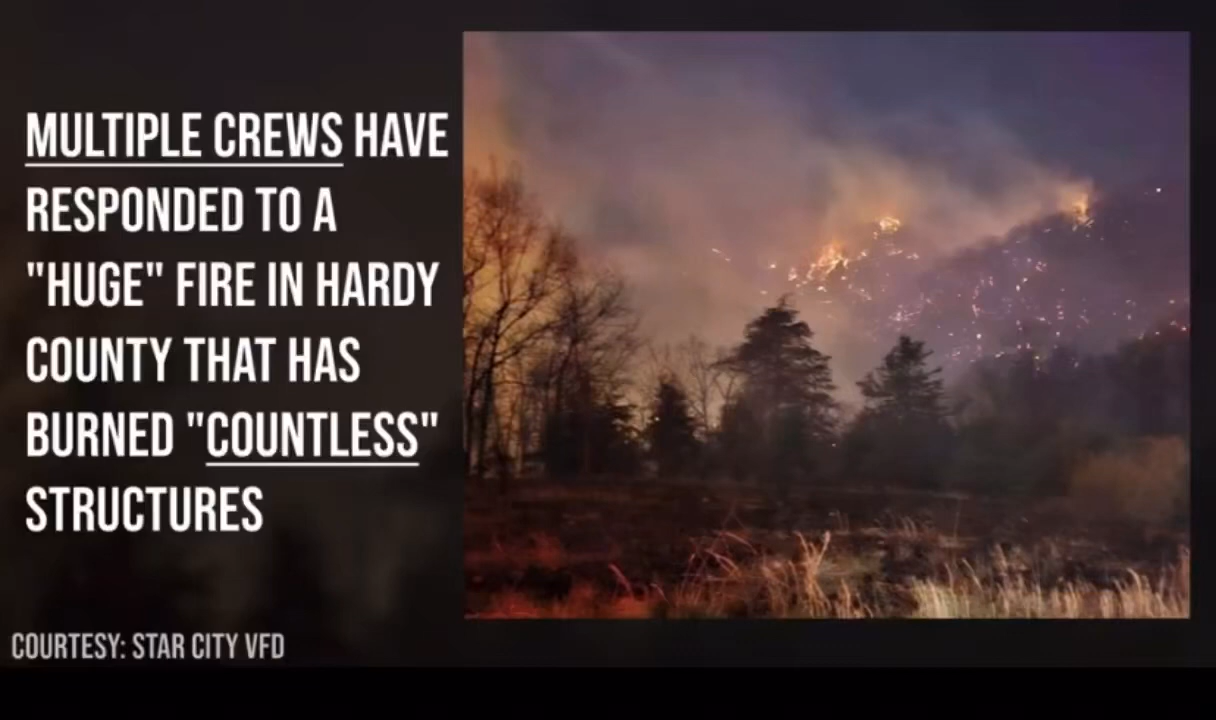 MULTIPLE CREWS HAVE
RESPONDED TO A
"HUGE" FIRE IN HARDY
COUNTY THAT HAS
BURNED "COUNTLESS"
STRUCTURES
COURTESY: STAR CITY VFD